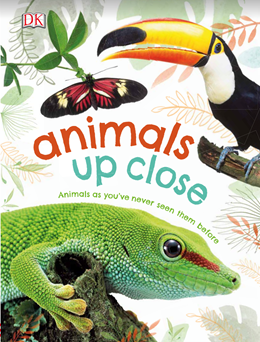 DK
animals
up close
Animals as you've never seen them before